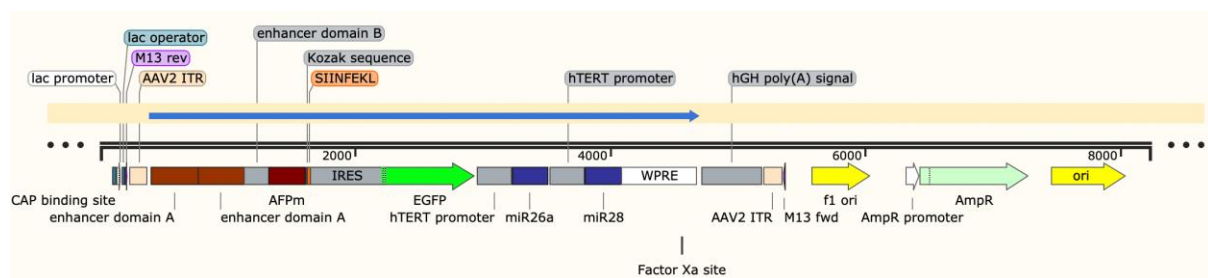 lac operator
enhancer domain B
M13 rev
Kozak sequence
lac promoter
AAV2 ITR
SIINFEKL
hTERT promoter
hGH poly(A) signal
2000
4000
6000
8000
IRES
WPRE
ori
CAP binding site
AFPm
EGFP
miR26a
miR28
f1 ori
AmpR
enhancer domain A
enhancer domain A
hTERT promoter
AAV2 ITR
M13 fwd
AmpR promoter
Factor Xa site